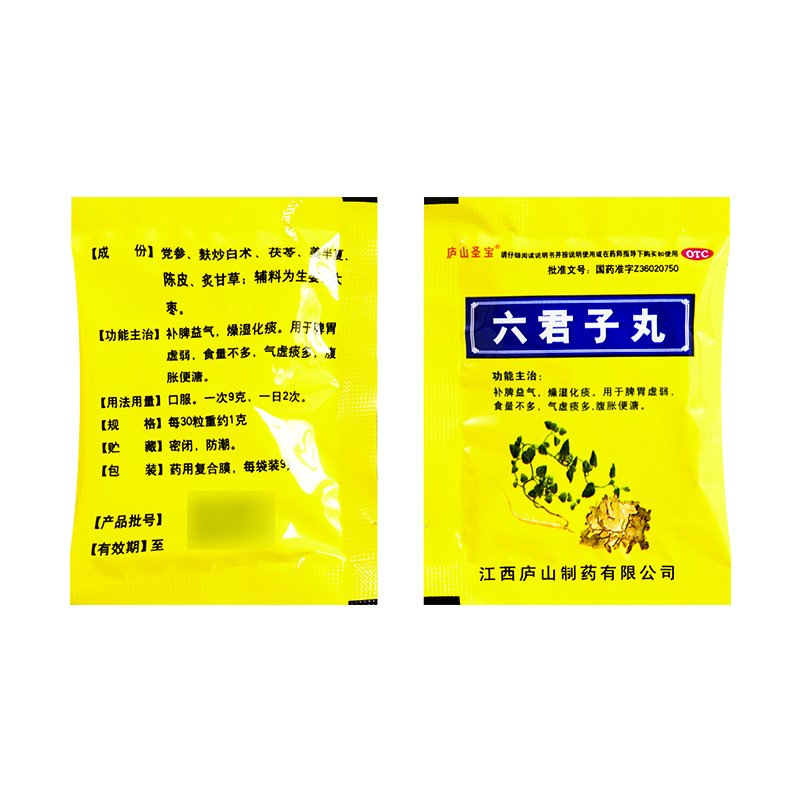 【成 份】党参、麸炒白术、茯苓、姜半夏、
陈皮、炙甘草；辅料为生姜、大
枣。
【功能主治】补脾益气，燥湿化痰。用于脾胃
虚弱，食量不多，气虚痰多，腹
胀便溏。
【用法用量】口服。一次9克，一日2次。
【规 格】每30粒重约1克
【贮 藏】密闭，防潮。
【包 装】药用复合膜，每袋装9
【产品批号】
【有效期】至
庐山圣宝®
请仔细阅读说明书并按说明使用或在药师指导下购买和使用
OTC
批准文号：国药准字Z36020750
六君子丸
功能主治：
补脾益气，燥湿化痰。用于脾胃虚弱，
食量不多，气虚痰多，腹胀便溏。
江西庐山制药有限公司